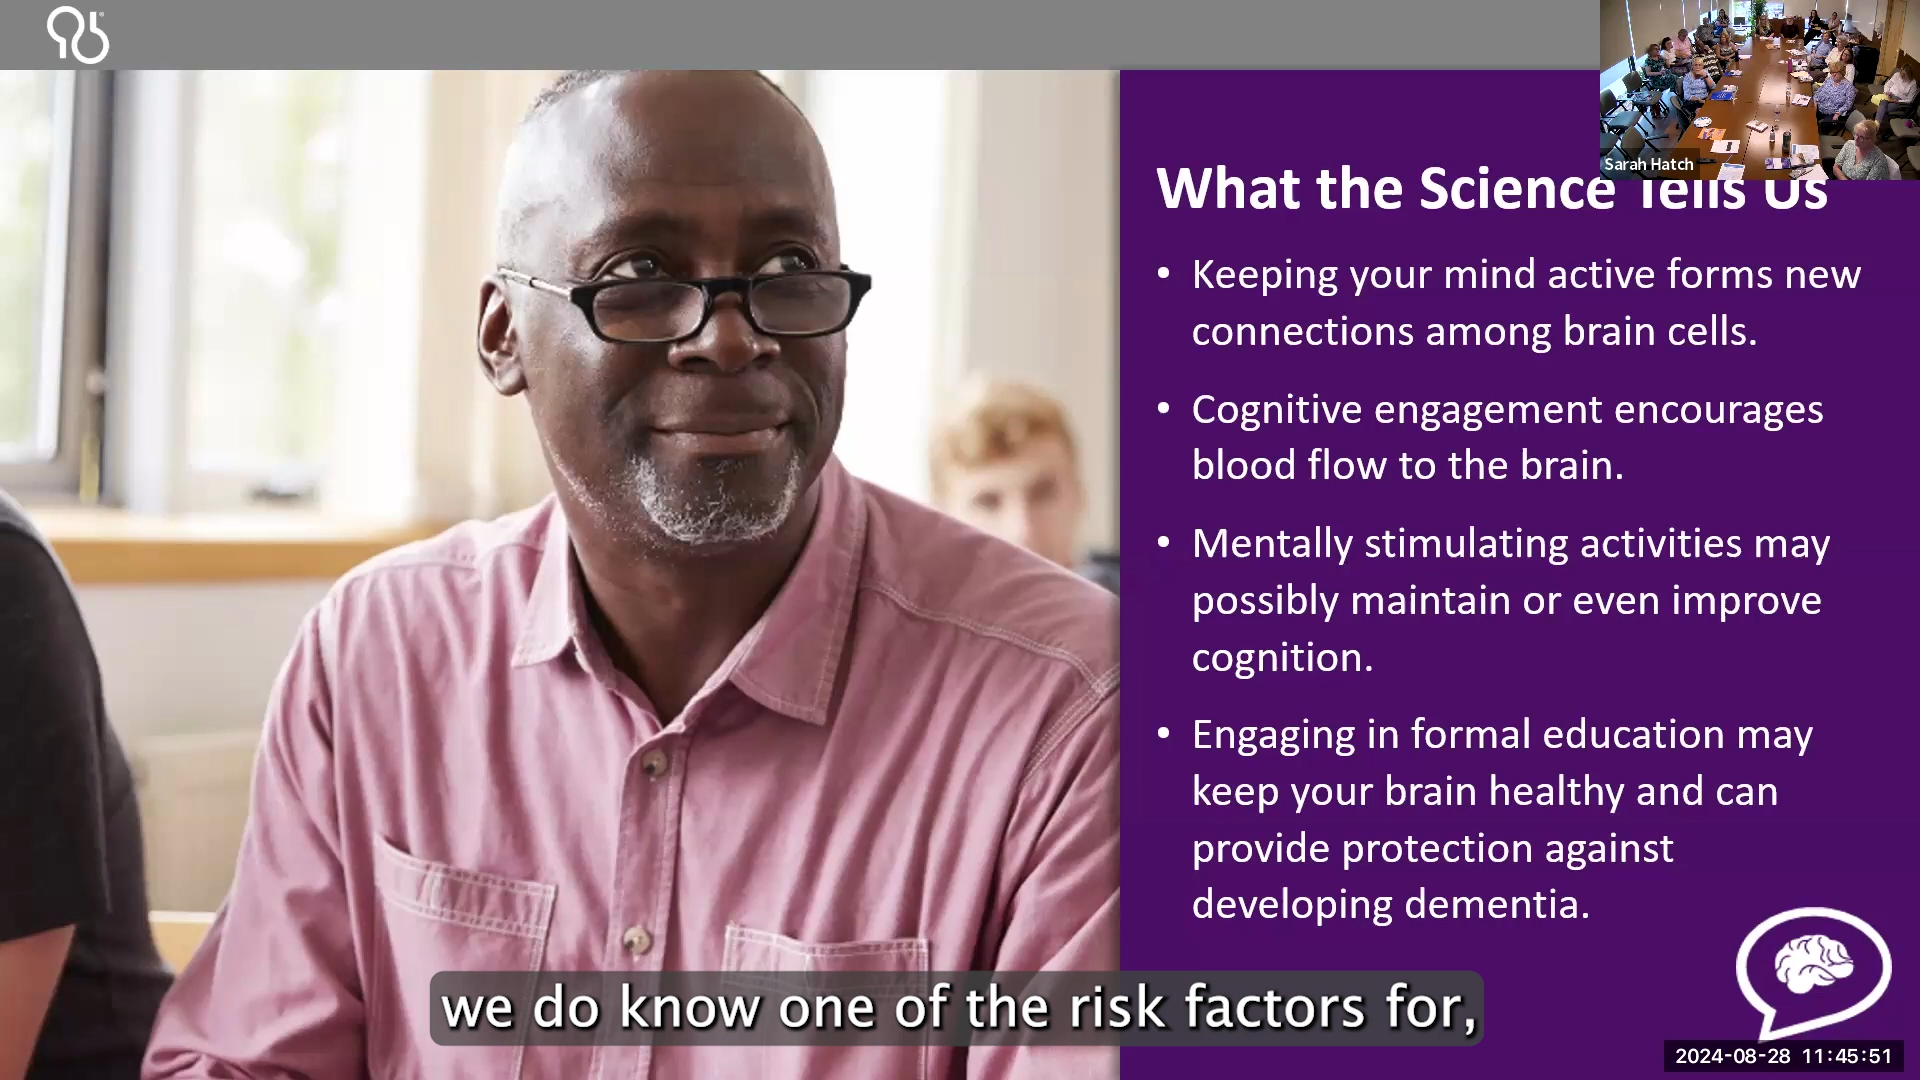 Sarah Hatch
What the Science Tells Us
• Keeping your mind active forms new
connections among brain cells.
• Cognitive engagement encourages
blood flow to the brain.
• Mentally stimulating activities may
possibly maintain or even improve
cognition.
• Engaging in formal education may
keep your brain healthy and can
provide protection against
developing dementia.
we do know one of the risk factors for,
2024-08-28 11:45:51